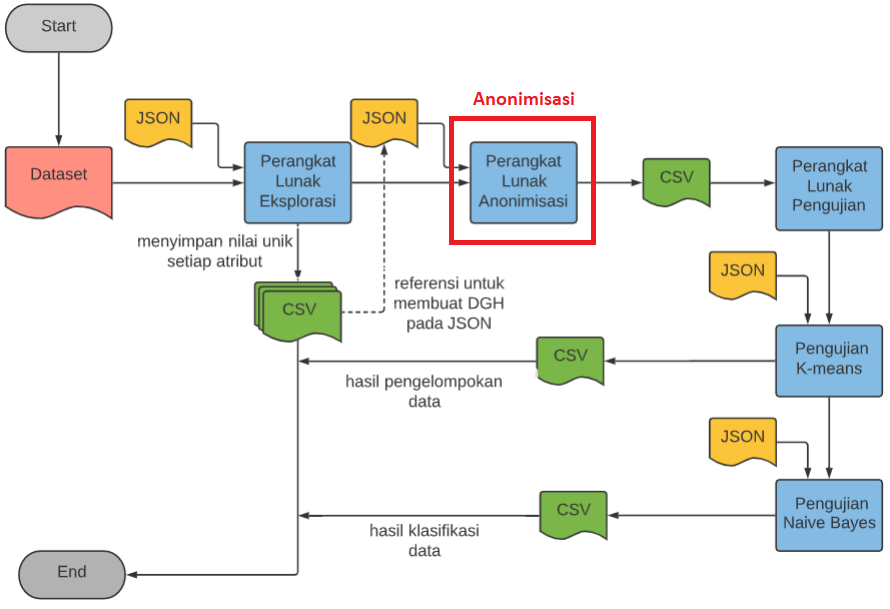 Start
Anonimisasi
JSON
JSON
Dataset
Perangkat
Lunak
Eksplorasi
Perangkat
Lunak
Anonimisasi
CSV
Perangkat
Lunak
Pengujian
menyimpan nilai unik
setiap atribut
CSV
referensi untuk
membuat DGH
pada JSON
JSON
Pengujian
K-means
CSV
hasil pengelompokan
data
JSON
Pengujian
Naive Bayes
CSV
hasil klasifikasi
data
End